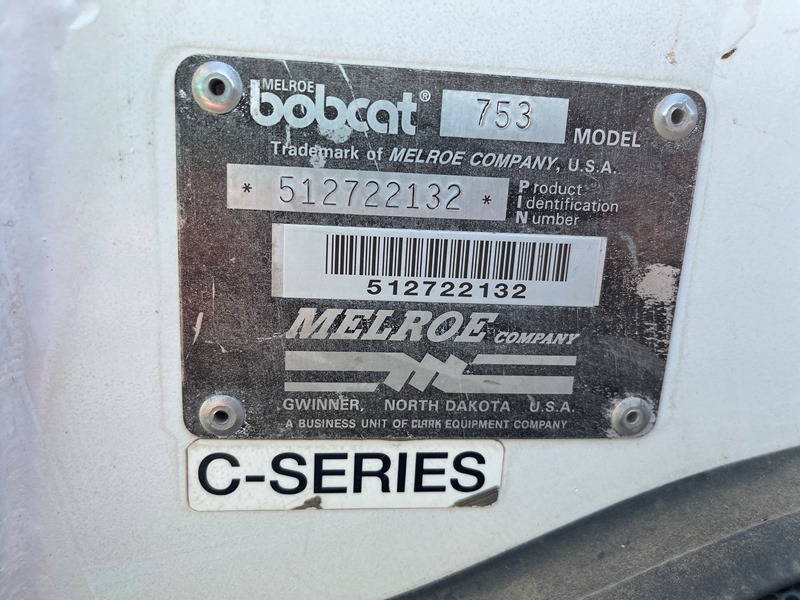 MELROE
bobcat® 753 MODEL
Trademark of MELROE COMPANY, U.S.A.
* 512722132 * Product
Identification
Number
512722132
MELROE COMPANY
GWINNER, NORTH DAKOTA U.S.A.
A BUSINESS UNIT OF CLARK EQUIPMENT COMPANY
C-SERIES